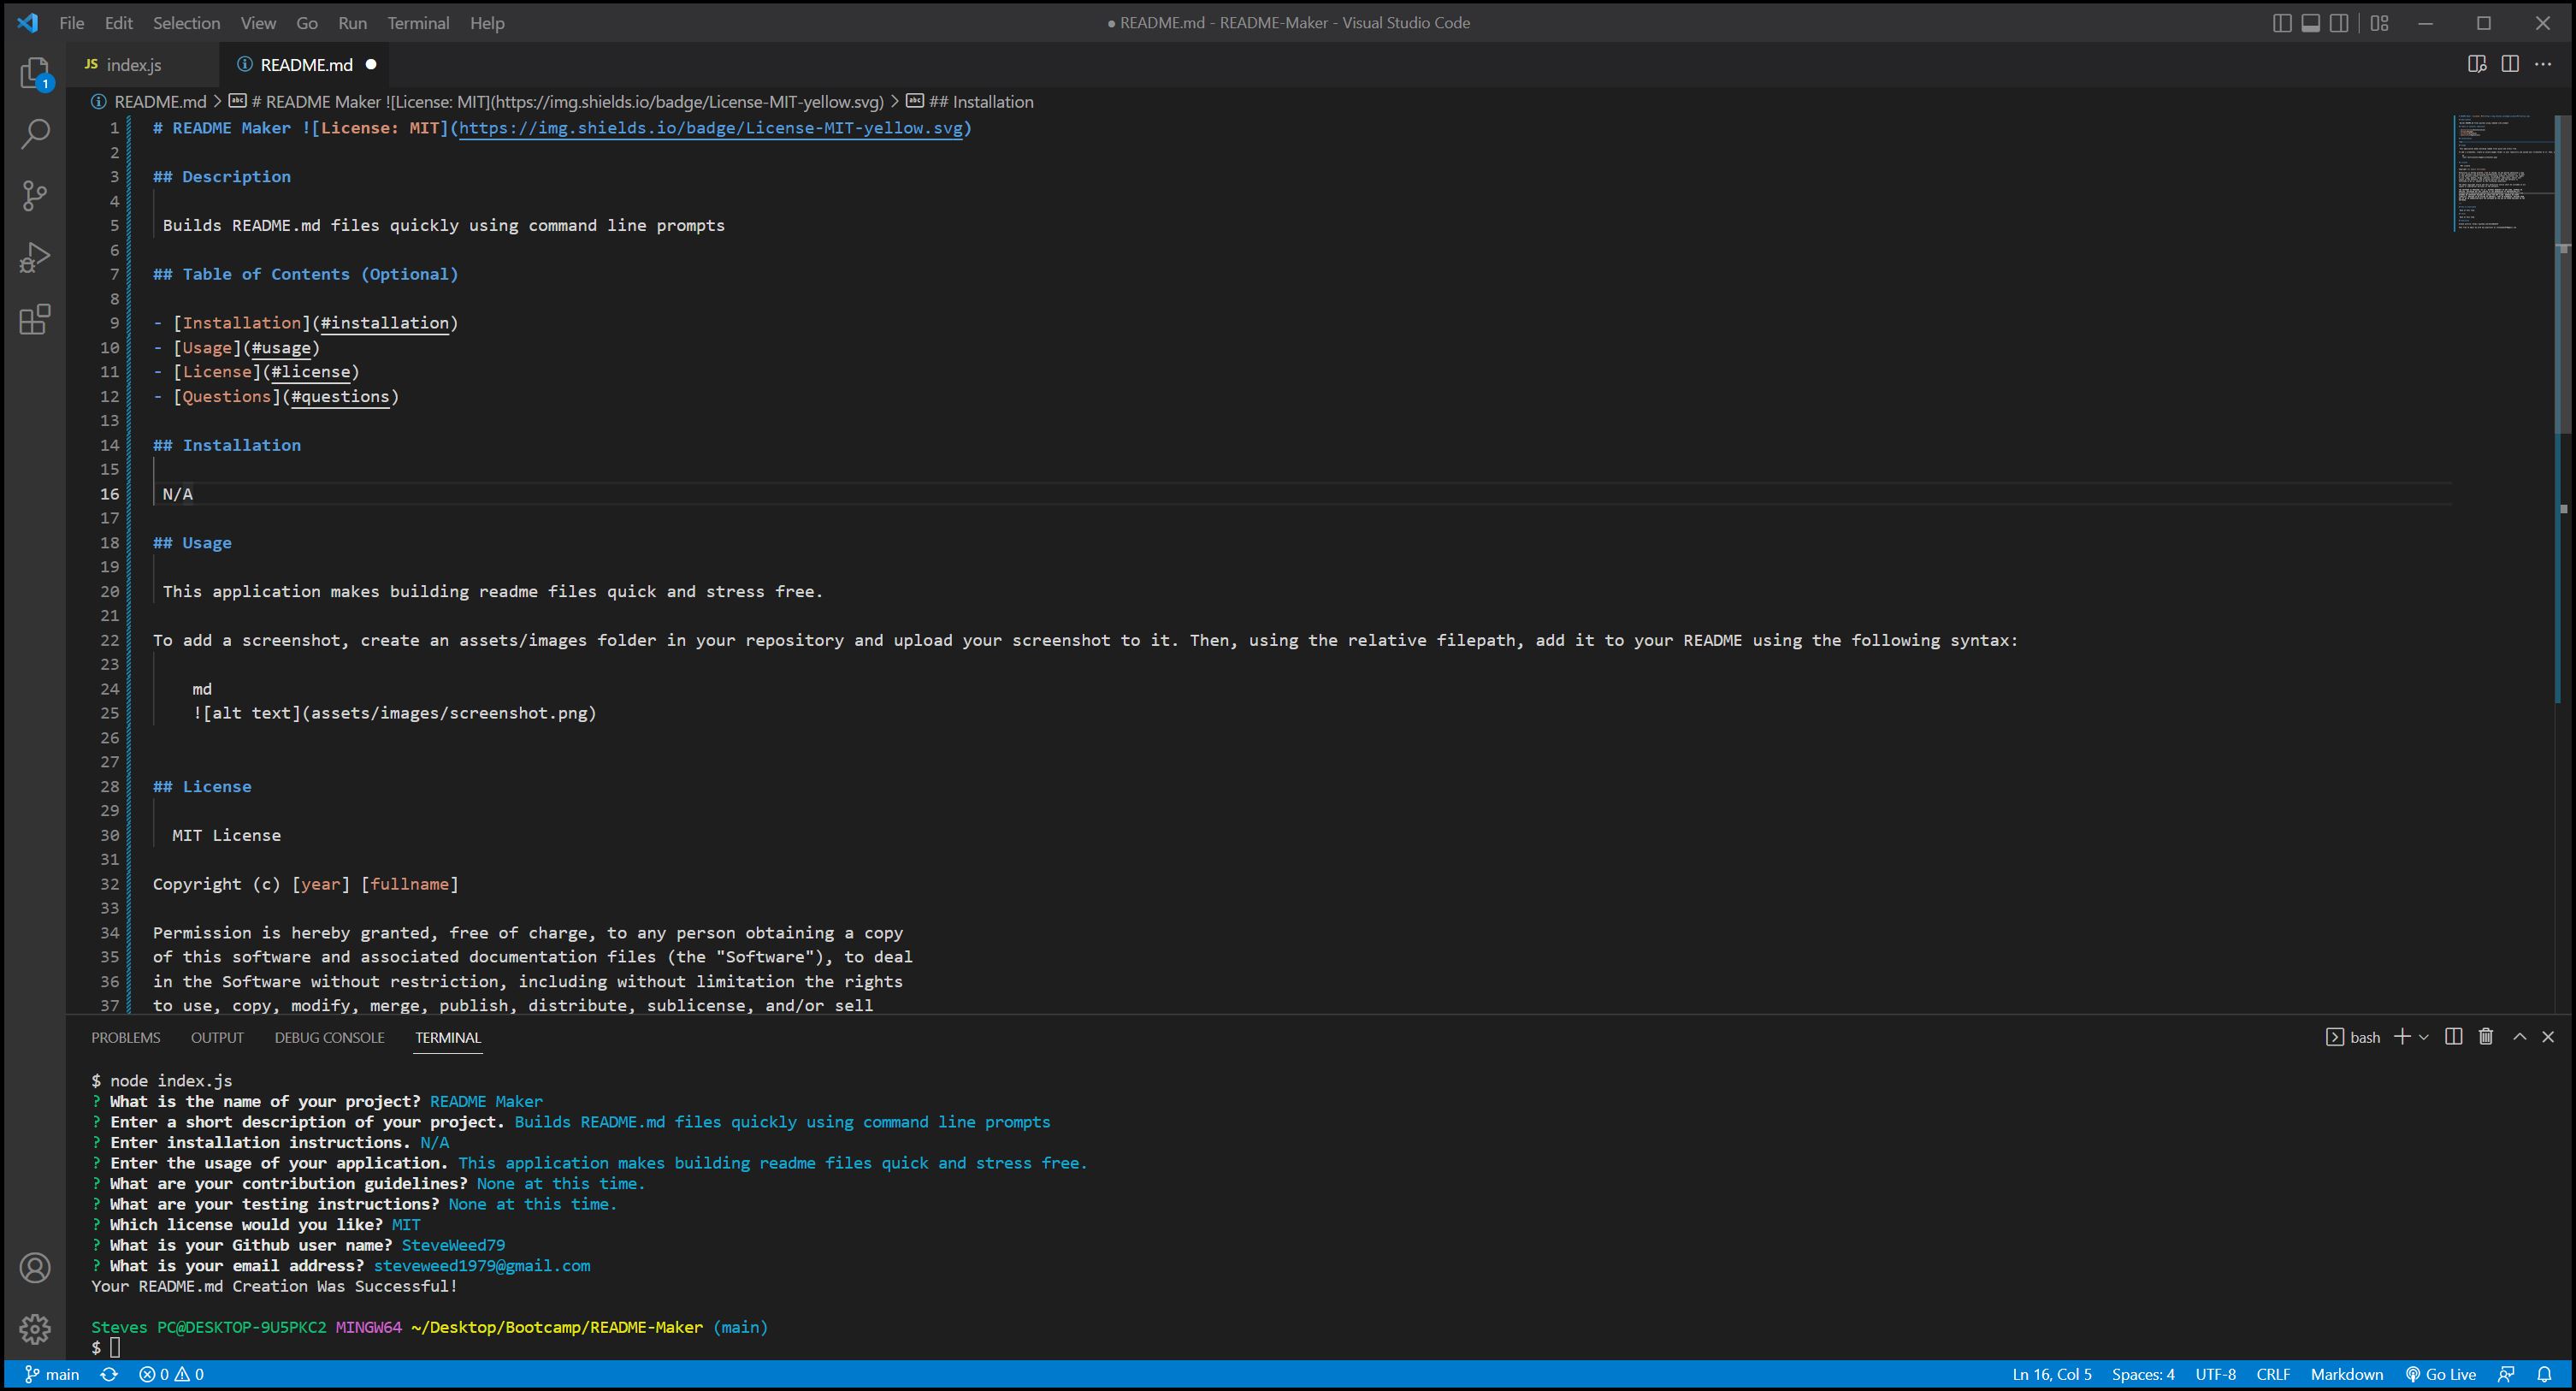 File Edit Selection View Go Run Terminal Help
● README.md - README-Maker - Visual Studio Code
1
JS index.js
README.md ●
README.md > # README Maker ![License: MIT](https://img.shields.io/badge/License-MIT-yellow.svg) > ## Installation
1 # README Maker ![License: MIT](https://img.shields.io/badge/License-MIT-yellow.svg)
2
3 ## Description
4
5 Builds README.md files quickly using command line prompts
6
7 ## Table of Contents (Optional)
8
9 - [Installation](#installation)
10 - [Usage](#usage)
11 - [License](#license)
12 - [Questions](#questions)
13
14 ## Installation
15
16 N/A
17
18 ## Usage
19
20 This application makes building readme files quick and stress free.
21
22 To add a screenshot, create an assets/images folder in your repository and upload your screenshot to it. Then, using the relative filepath, add it to your README using the following syntax:
23
24 md
25 ![alt text](assets/images/screenshot.png)
26
27
28 ## License
29
30 MIT License
31
32 Copyright (c) [year] [fullname]
33
34 Permission is hereby granted, free of charge, to any person obtaining a copy
35 of this software and associated documentation files (the "Software"), to deal
36 in the Software without restriction, including without limitation the rights
37 to use, copy, modify, merge, publish, distribute, sublicense, and/or sell
PROBLEMS OUTPUT DEBUG CONSOLE TERMINAL
bash
$ node index.js
? What is the name of your project? README Maker
? Enter a short description of your project. Builds README.md files quickly using command line prompts
? Enter installation instructions. N/A
? Enter the usage of your application. This application makes building readme files quick and stress free.
? What are your contribution guidelines? None at this time.
? What are your testing instructions? None at this time.
? Which license would you like? MIT
? What is your Github user name? SteveWeed79
? What is your email address? steveweed1979@gmail.com
Your README.md Creation Was Successful!
Steves PC@DESKTOP-9U5PKC2 MINGW64 ~/Desktop/Bootcamp/README-Maker (main)
$
main 0 0
Ln 16, Col 5 Spaces: 4 UTF-8 CRLF Markdown Go Live